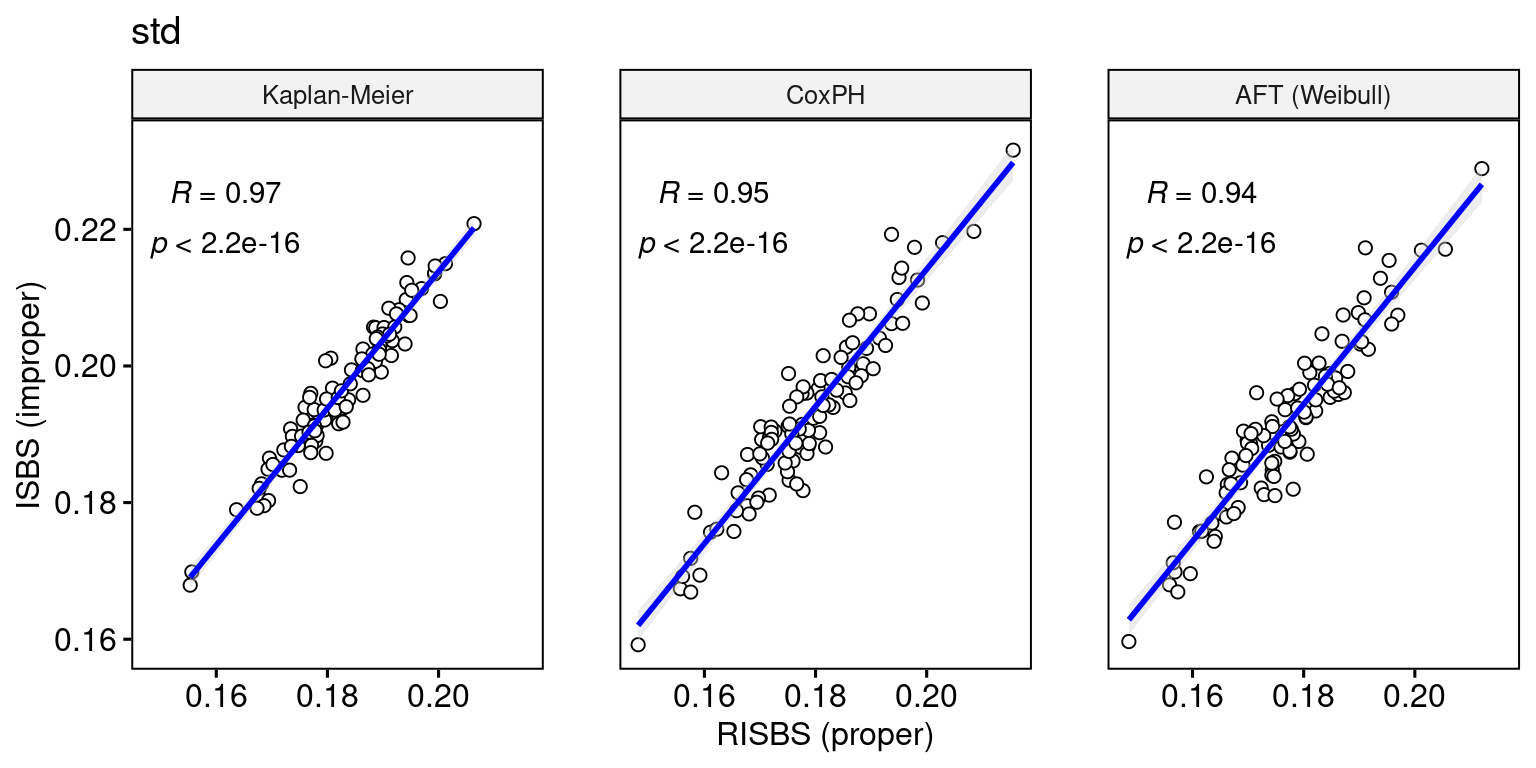 std
Kaplan-Meier
CoxPH
AFT (Weibull)
R = 0.97
p < 2.2e-16
R = 0.95
p < 2.2e-16
R = 0.94
p < 2.2e-16
ISBS (improper)
0.22
0.20
0.18
0.16
0.16 0.18 0.20
0.16 0.18 0.20
0.16 0.18 0.20
RISBS (proper)